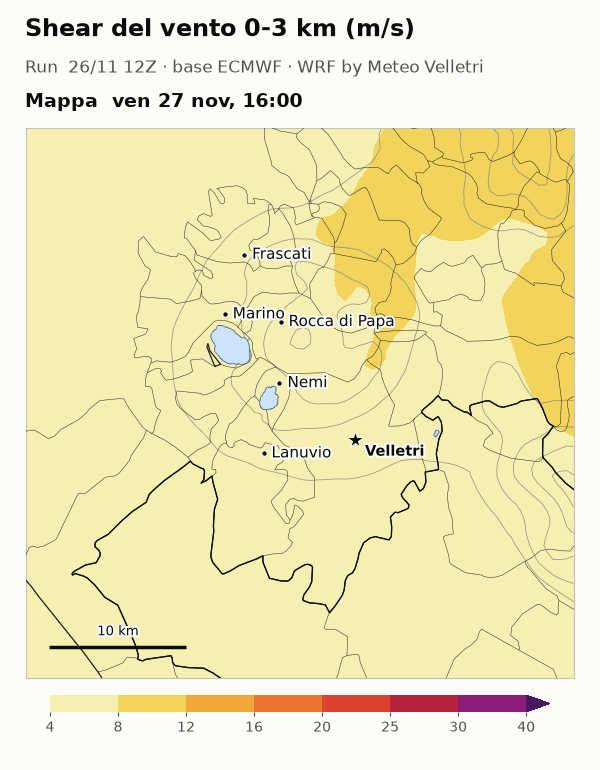 Shear del vento 0-3 km (m/s)
Run  26/11 12Z · base ECMWF · WRF by Meteo Velletri
Mappa  ven 27 nov, 16:00
Frascati
Marino
Rocca di Papa
Nemi
Velletri
Lanuvio
10 km
4 8 12 16 20 25 30 40